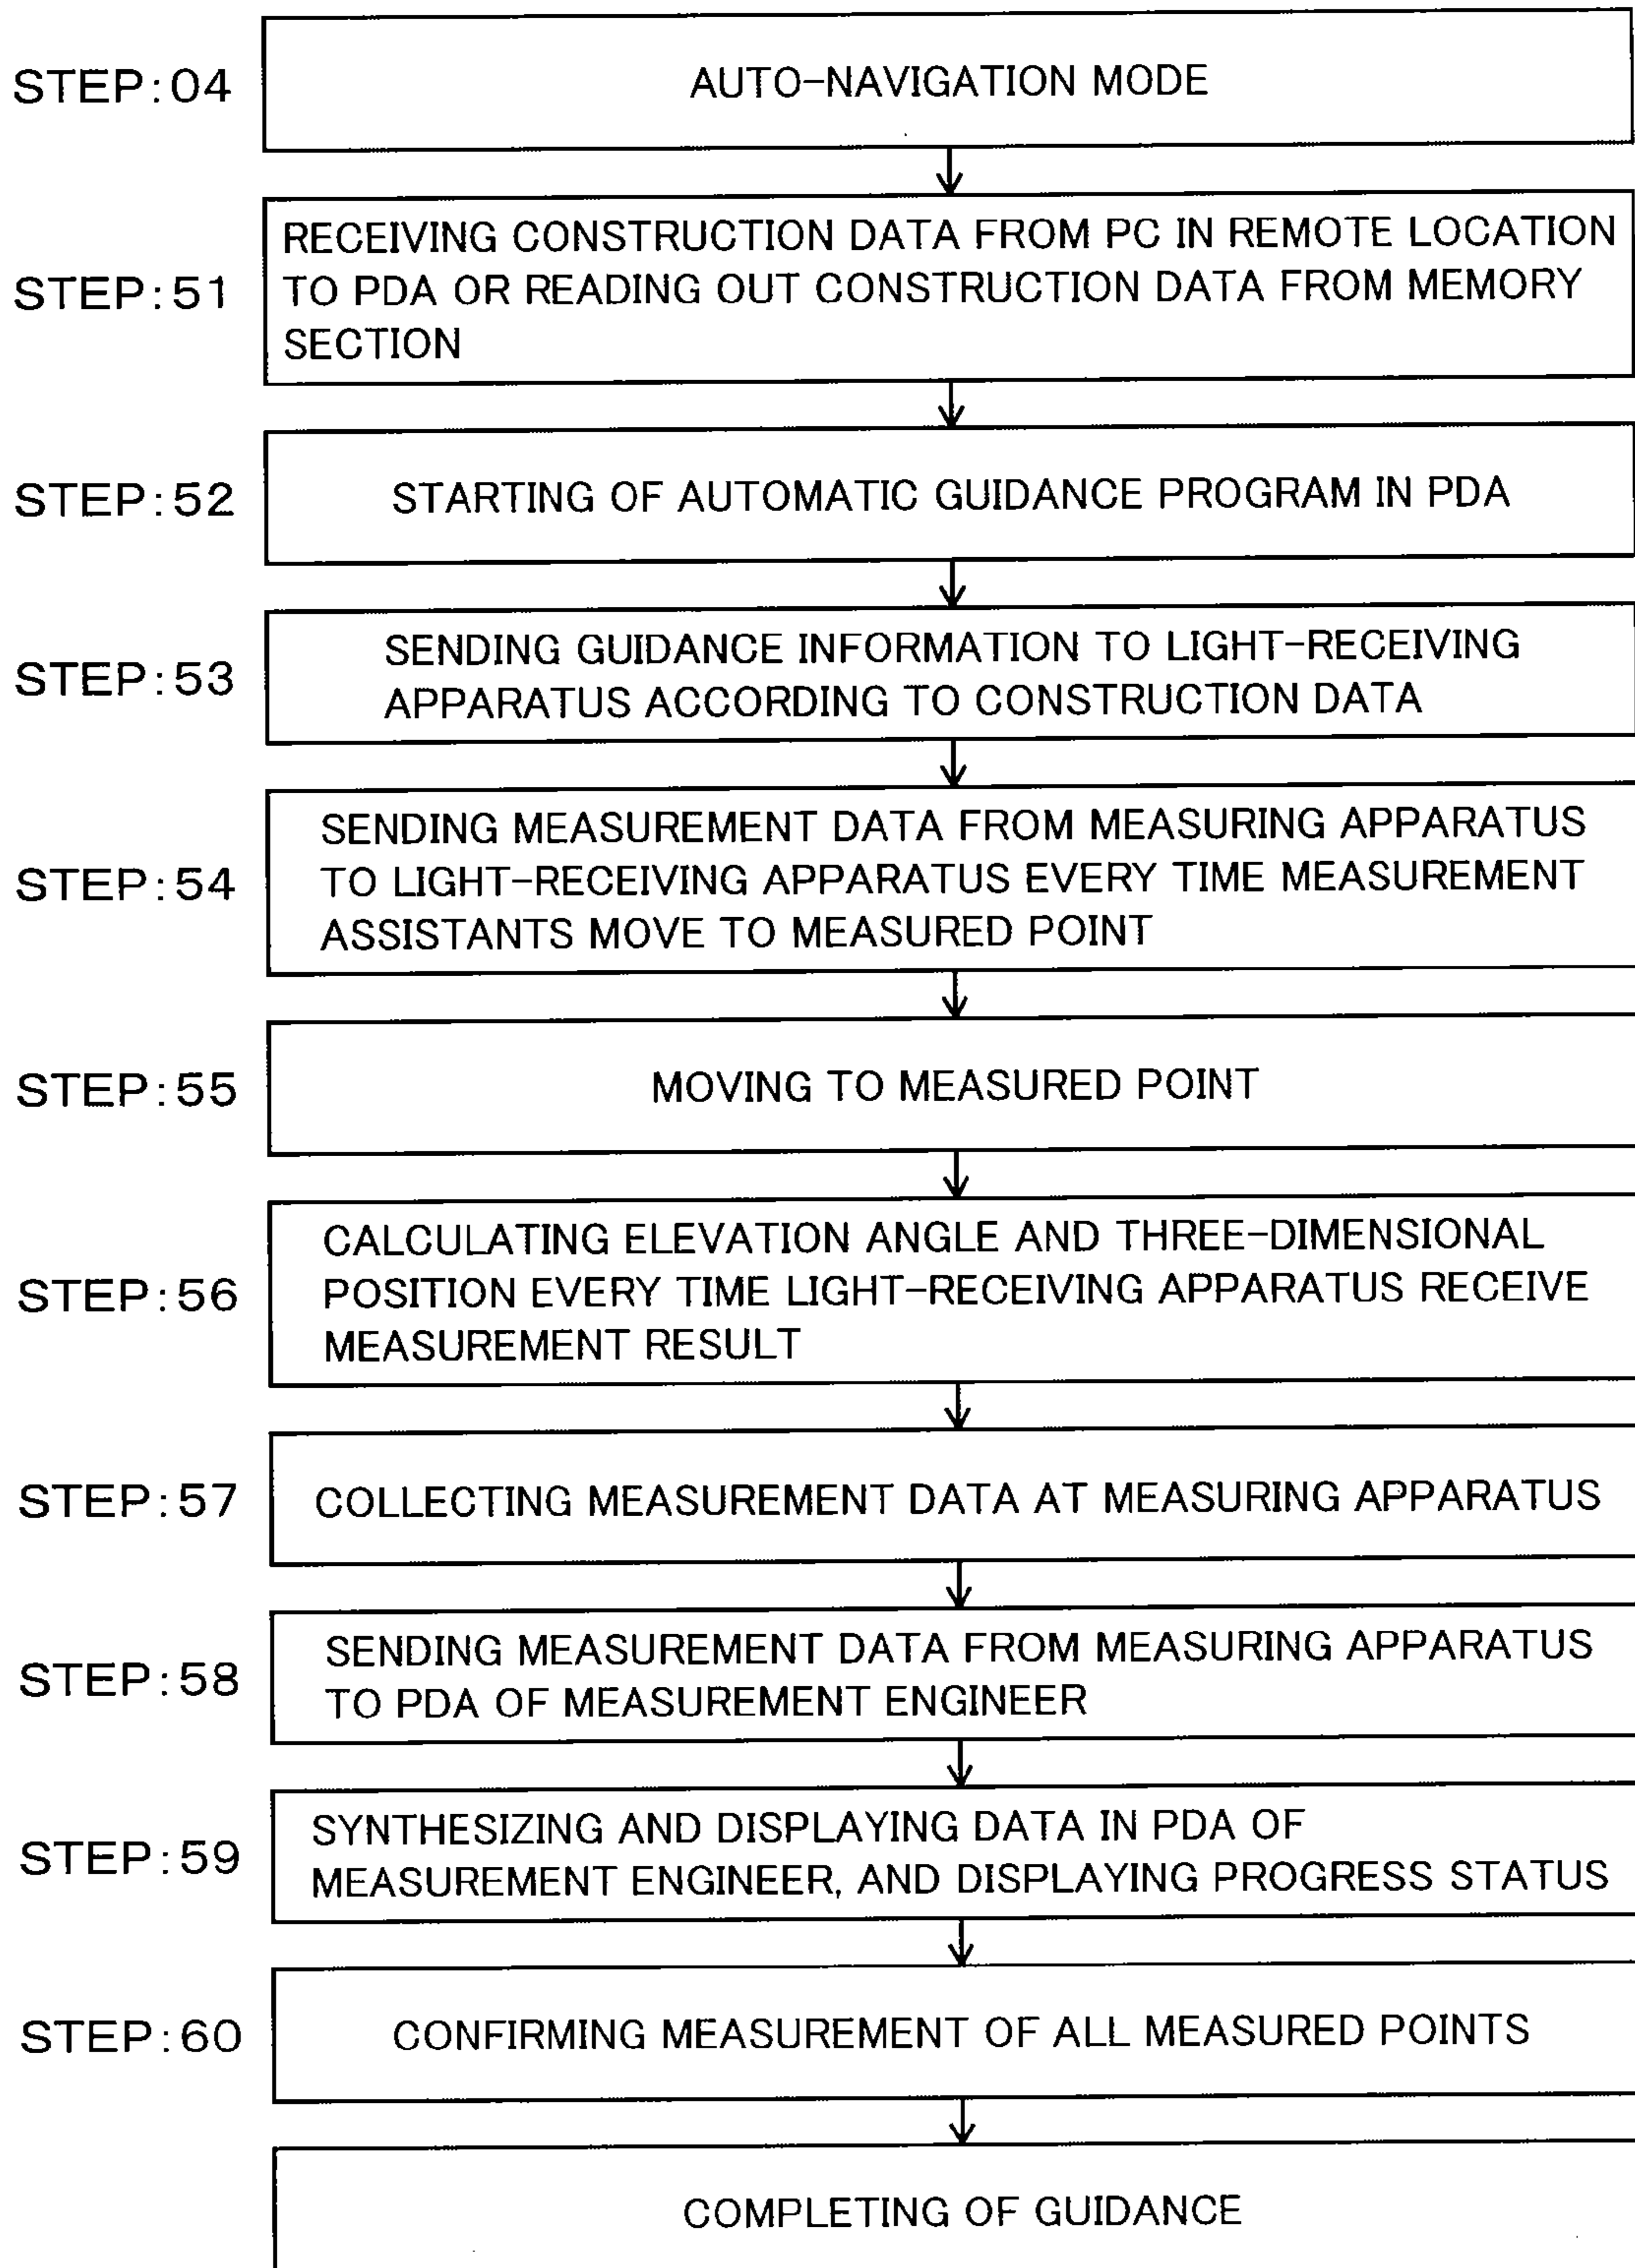 STEP:04
AUTO-NAVIGATION MODE
STEP:51
RECEIVING CONSTRUCTION DATA FROM PC IN REMOTE LOCATION
TO PDA OR READING OUT CONSTRUCTION DATA FROM MEMORY
SECTION
STEP:52
STARTING OF AUTOMATIC GUIDANCE PROGRAM IN PDA
STEP:53
SENDING GUIDANCE INFORMATION TO LIGHT-RECEIVING
APPARATUS ACCORDING TO CONSTRUCTION DATA
STEP:54
SENDING MEASUREMENT DATA FROM MEASURING APPARATUS
TO LIGHT-RECEIVING APPARATUS EVERY TIME MEASUREMENT
ASSISTANTS MOVE TO MEASURED POINT
STEP:55
MOVING TO MEASURED POINT
STEP:56
CALCULATING ELEVATION ANGLE AND THREE-DIMENSIONAL
POSITION EVERY TIME LIGHT-RECEIVING APPARATUS RECEIVE
MEASUREMENT RESULT
STEP:57
COLLECTING MEASUREMENT DATA AT MEASURING APPARATUS
STEP:58
SENDING MEASUREMENT DATA FROM MEASURING APPARATUS
TO PDA OF MEASUREMENT ENGINEER
STEP:59
SYNTHESIZING AND DISPLAYING DATA IN PDA OF
MEASUREMENT ENGINEER, AND DISPLAYING PROGRESS STATUS
STEP:60
CONFIRMING MEASUREMENT OF ALL MEASURED POINTS
COMPLETING OF GUIDANCE